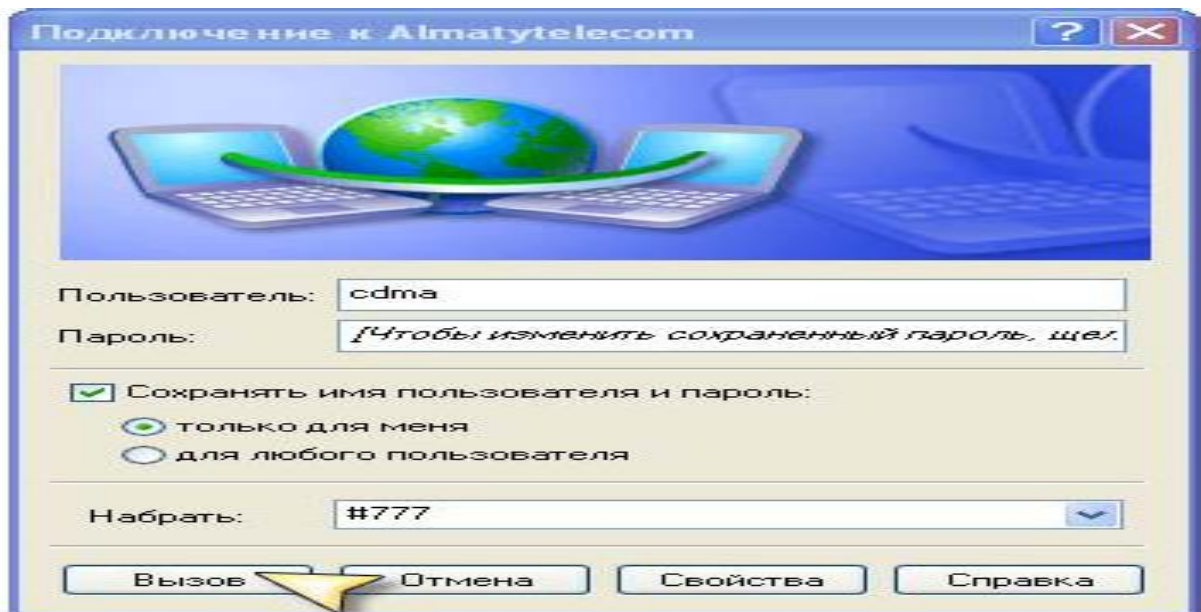 Подключение к Almatytelecom
Пользователь: cdma
Пароль: [Чтобы изменить сохраненный пароль, щел
Сохранять имя пользователя и пароль:
только для меня
для любого пользователя
Набрать: #777
Вызов Отмена Свойства Справка